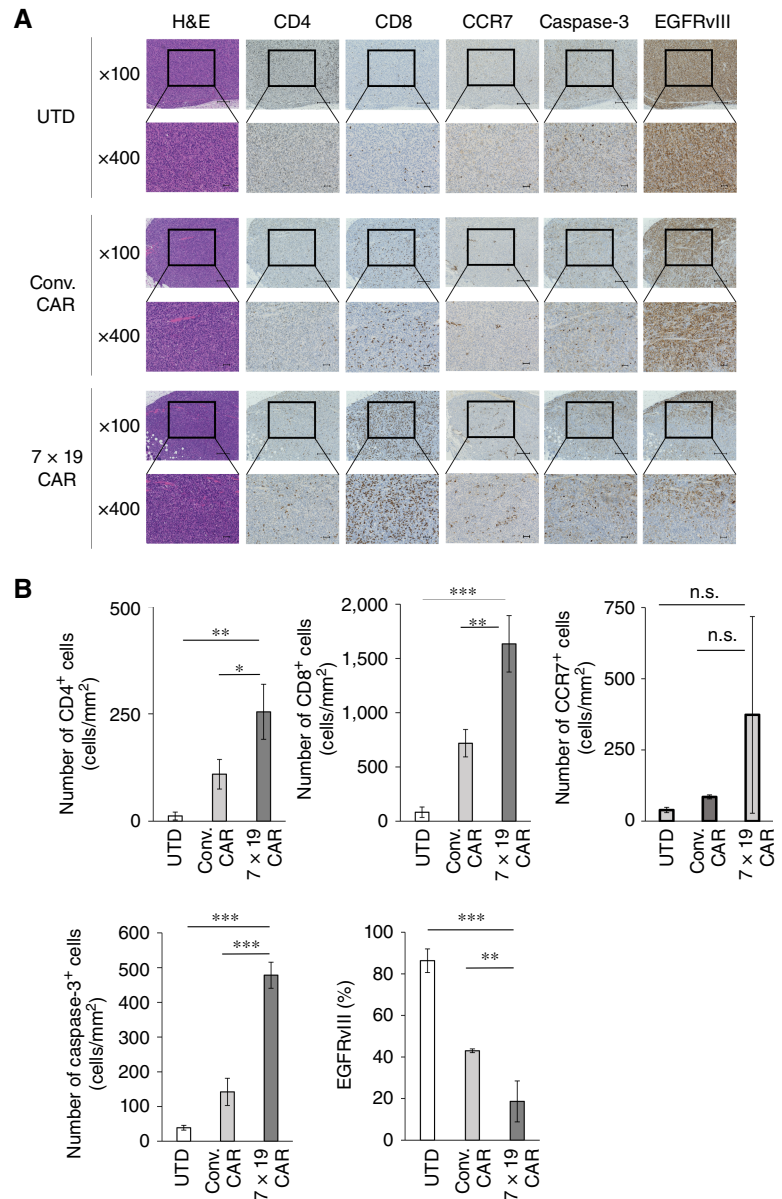 A
H&E CD4 CD8 CCR7 Caspase-3 EGFRvIII
UTD
×100
×400
Conv.
CAR
×100
×400
7 × 19
CAR
×100
×400
B
Number of CD4+ cells
(cells/mm2)
500
250
0
**
*
UTD
Conv.
CAR
7 × 19
CAR
Number of CD8+ cells
(cells/mm2)
2,000
1,500
1,000
500
0
***
**
UTD
Conv.
CAR
7 × 19
CAR
Number of CCR7+ cells
(cells/mm2)
750
500
250
0
n.s.
n.s.
UTD
Conv.
CAR
7 × 19
CAR
Number of caspase-3+ cells
(cells/mm2)
600
500
400
300
200
100
0
***
***
UTD
Conv.
CAR
7 × 19
CAR
EGFRvIII (%)
100
80
60
40
20
0
***
**
UTD
Conv.
CAR
7 × 19
CAR